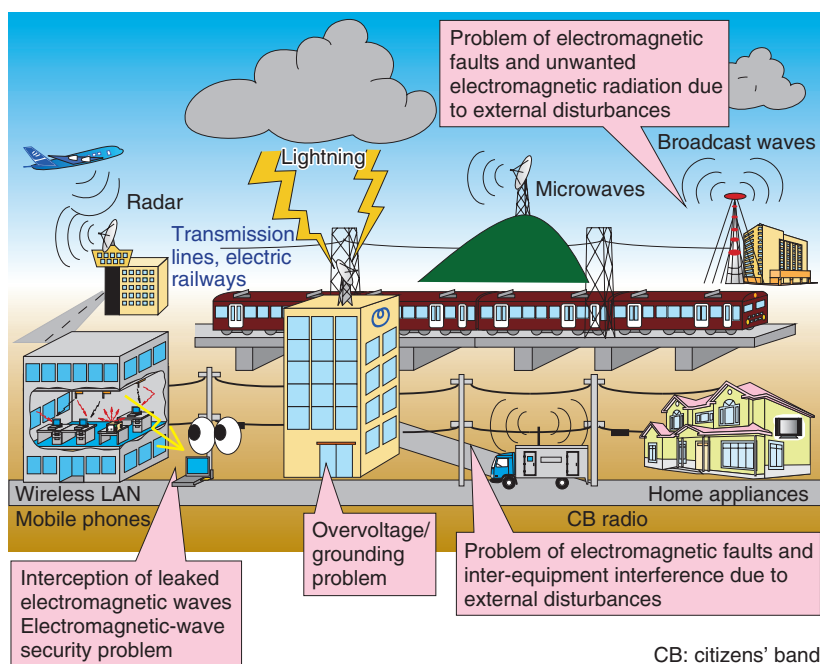 Problem of electromagnetic
faults and unwanted
electromagnetic radiation due
to external disturbances
Broadcast waves
Lightning
Microwaves
Radar
Transmission
lines, electric
railways
Wireless LAN
Home appliances
Mobile phones
CB radio
Overvoltage/
grounding
problem
Problem of electromagnetic faults and
inter-equipment interference due to
external disturbances
Interception of leaked
electromagnetic waves
Electromagnetic-wave
security problem
CB: citizens' band